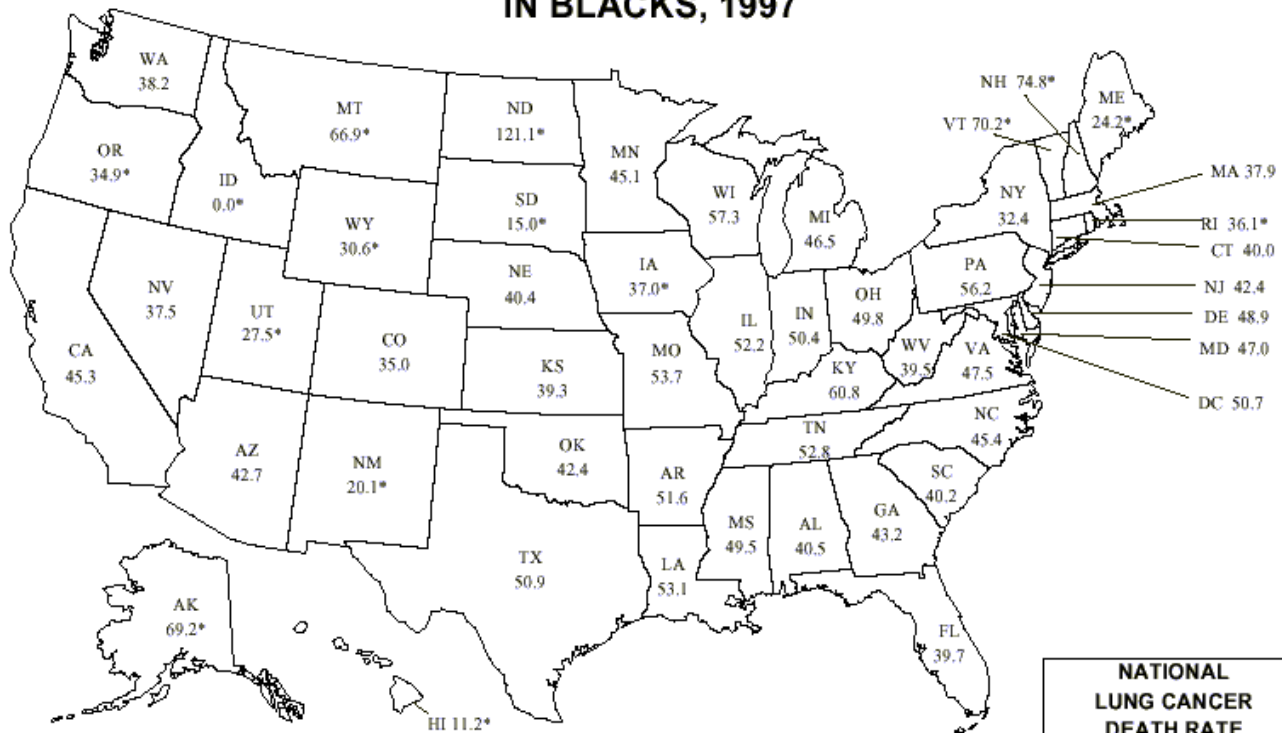 IN BLACKS, 1997
WA
38.2
MT
66.9*
ND
121.1*
MN
45.1
NH 74.8*
ME
24.2*
VT 70.2*
OR
34.9*
ID
0.0*
WY
30.6*
SD
15.0*
WI
57.3
MI
46.5
NY
32.4
MA 37.9
RI 36.1*
CT 40.0
NJ 42.4
DE 48.9
MD 47.0
DC 50.7
NV
37.5
UT
27.5*
CO
35.0
NE
40.4
IA
37.0*
IL
52.2
IN
50.4
OH
49.8
PA
56.2
CA
45.3
KS
39.3
MO
53.7
KY
60.8
WV
39.5
VA
47.5
AZ
42.7
NM
20.1*
OK
42.4
AR
51.6
TN
52.8
NC
45.4
SC
40.2
TX
50.9
LA
53.1
MS
49.5
AL
40.5
GA
43.2
FL
39.7
AK
69.2*
HI 11.2*
NATIONAL
LUNG CANCER
DEATH RATE